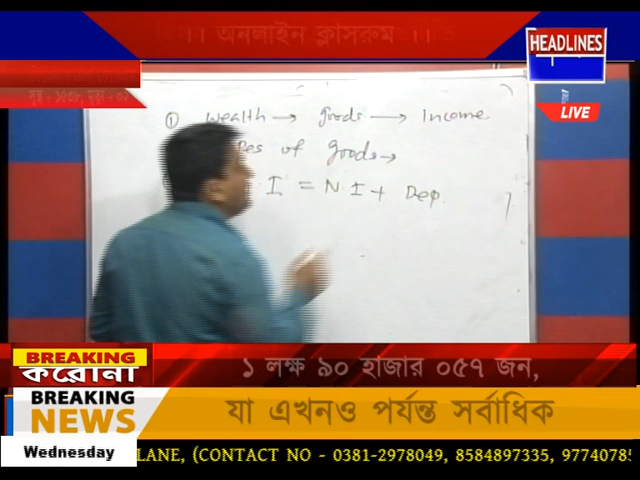 ।। অনলাইন ক্লাসরুম ।।
HEADLINES
LIVE
① Wealth → goods → Income.
of goods →
I = N.I + Dep.
BREAKING
করোনা
১ লক্ষ ৯০ হাজার ০৫৭ জন,
BREAKING
NEWS
যা এখনও পর্যন্ত সর্বাধিক
Wednesday
LANE, (CONTACT NO - 0381-2978049, 8584897335, 97740785